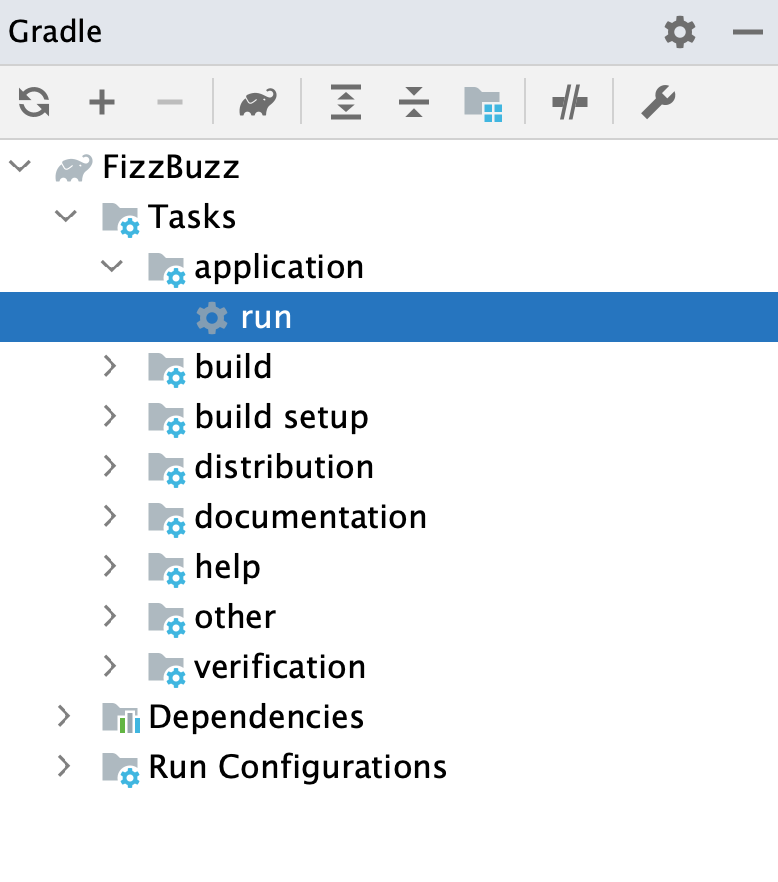 Gradle
FizzBuzz
Tasks
application
run
build
build setup
distribution
documentation
help
other
verification
Dependencies
Run Configurations